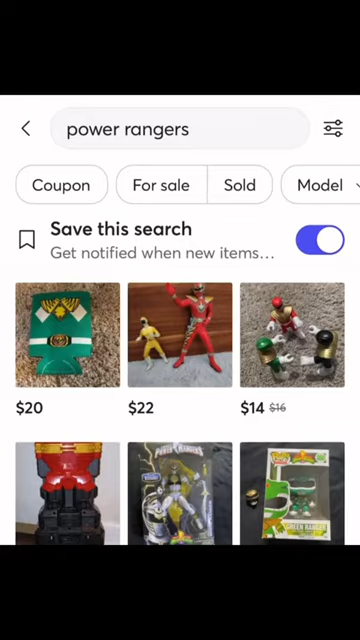 power rangers
Coupon
For sale
Sold
Model
Save this search
Get notified when new items...
$20
$22
$14 $16
POWER RANGERS
POP!
GREEN RANGER